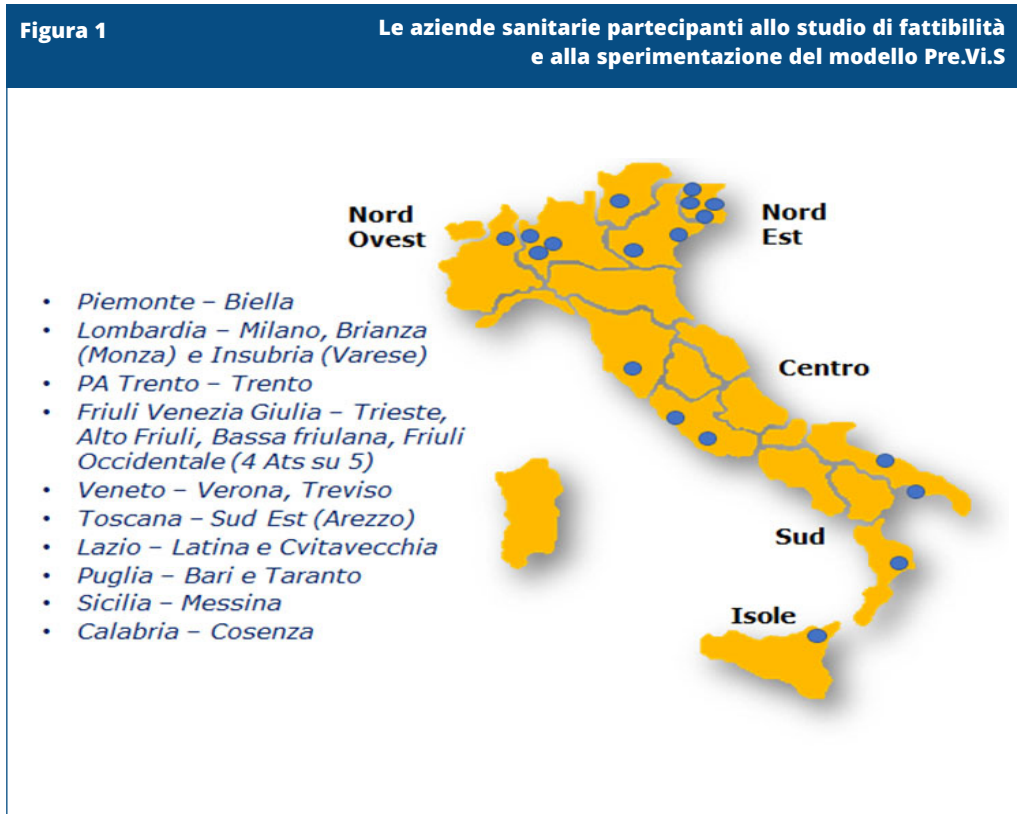 Figura 1
Le aziende sanitarie partecipanti allo studio di fattibilità
e alla sperimentazione del modello Pre.Vi.S
Nord
Ovest
Nord
Est
• Piemonte – Biella
• Lombardia – Milano, Brianza
(Monza) e Insubria (Varese)
• PA Trento – Trento
• Friuli Venezia Giulia – Trieste,
Alto Friuli, Bassa friulana, Friuli
Occidentale (4 Ats su 5)
• Veneto – Verona, Treviso
• Toscana – Sud Est (Arezzo)
• Lazio – Latina e Cvitavecchia
• Puglia – Bari e Taranto
• Sicilia – Messina
• Calabria – Cosenza
Centro
Sud
Isole